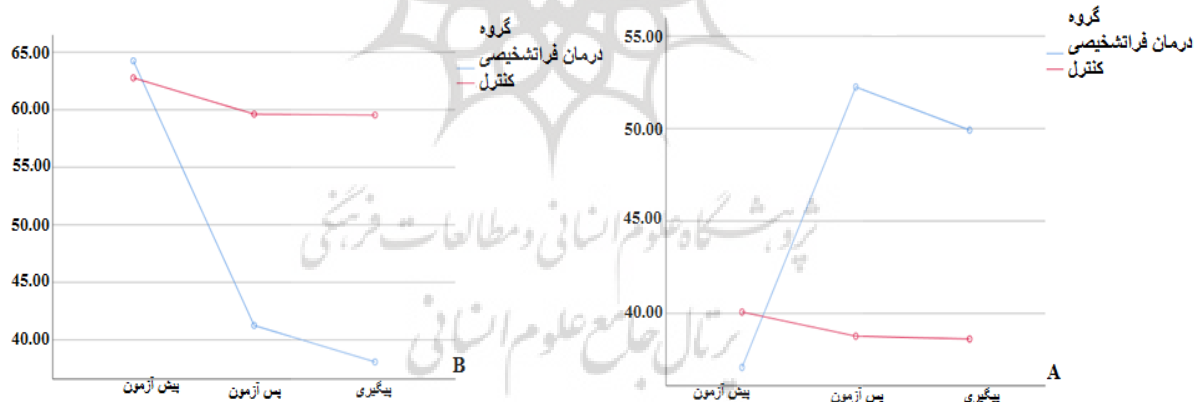 گروه
درمان فراتشخیصی
کنترل
55.00
50.00
45.00
40.00
پیش آزمون
پس آزمون
پیگیری
A
گروه
درمان فراتشخیصی
کنترل
65.00
60.00
55.00
50.00
45.00
40.00
پیش آزمون
پس آزمون
پیگیری
B
پژوهشگاه علوم انسانی و مطالعات فرهنگی
پرتال جامع علوم انسانی